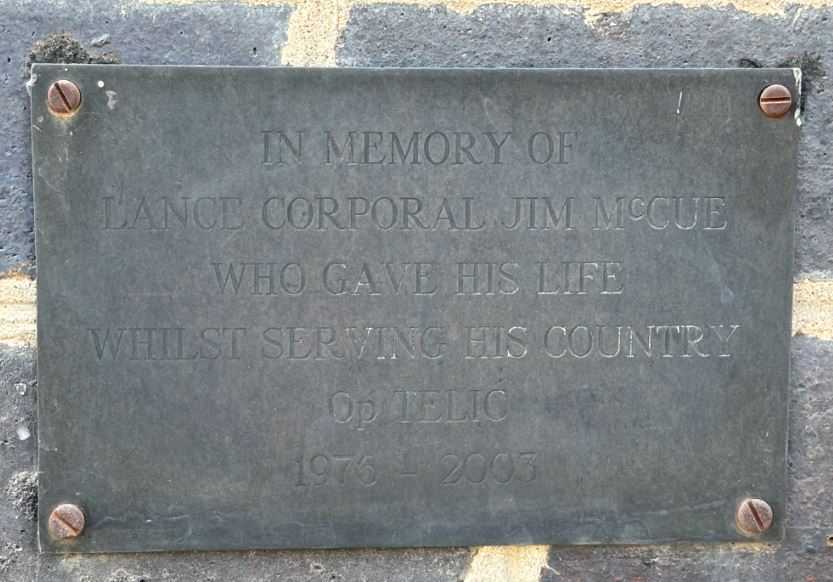 IN MEMORY OF
LANCE CORPORAL JIM McCUE
WHO GAVE HIS LIFE
WHILST SERVING HIS COUNTRY
Op TELIC
1976 - 2003